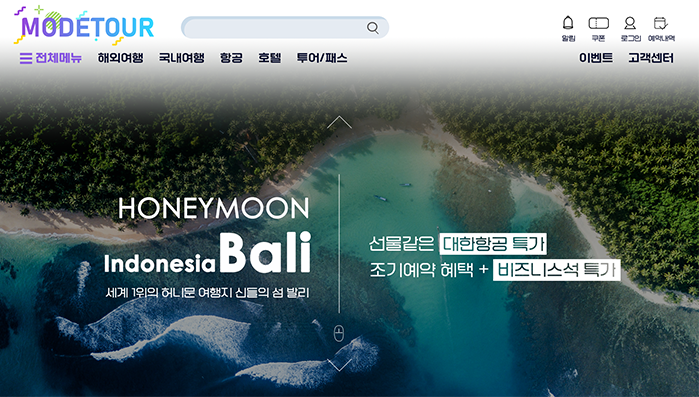 MODETOUR
알림 쿠폰 로그인 예약내역
전체메뉴 해외여행 국내여행 항공 호텔 투어/패스 이벤트 고객센터
HONEYMOON
Indonesia Bali
세계 1위의 허니문 여행지 신들의 섬 발리
선물같은 대한항공 특가
조기예약 혜택 + 비즈니스석 특가